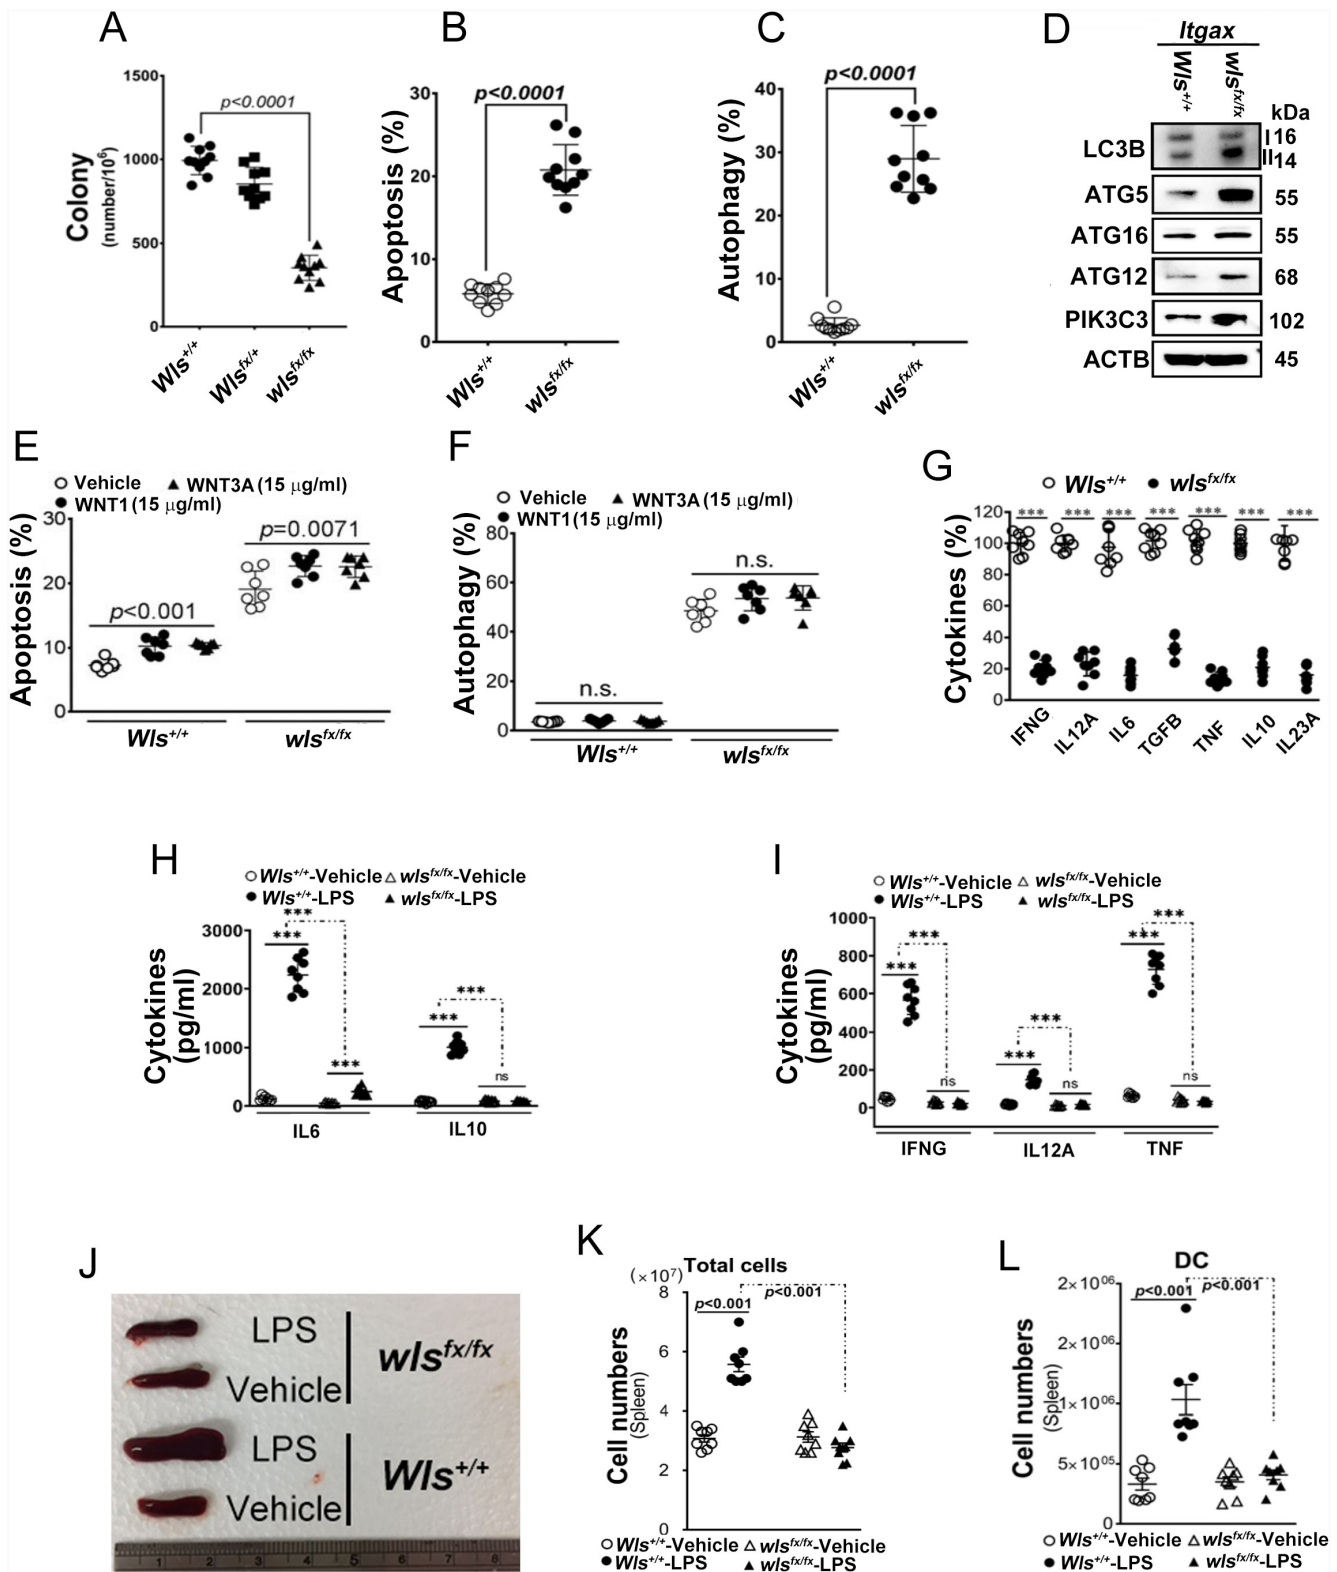 A
1500
1000
500
0
Colony
(number/10⁶)
p<0.0001
Wls+/+
Wlsfx/+
wlsfx/fx
B
30
20
10
0
Apoptosis (%)
p<0.0001
Wls+/+
wlsfx/fx
C
40
30
20
10
0
Autophagy (%)
p<0.0001
Wls+/+
wlsfx/fx
D
Itgax
Wls+/+
wlsfx/fx
kDa
LC3B
I 16
II 14
ATG5 55
ATG16 55
ATG12 68
PIK3C3 102
ACTB 45
E
Vehicle
WNT3A (15 μg/ml)
WNT1 (15 μg/ml)
30
20
10
0
Apoptosis (%)
p<0.001
p=0.0071
Wls+/+
wlsfx/fx
F
Vehicle
WNT3A (15 μg/ml)
WNT1 (15 μg/ml)
80
60
40
20
0
Autophagy (%)
n.s.
n.s.
Wls+/+
wlsfx/fx
G
Wls+/+
wlsfx/fx
120
100
80
60
40
20
0
Cytokines (%)
*** *** *** *** *** *** ***
IFNG
IL12A
IL6
TGFB
TNF
IL10
IL23A
H
Wls+/+-Vehicle
wlsfx/fx-Vehicle
Wls+/+-LPS
wlsfx/fx-LPS
3000
2000
1000
0
Cytokines
(pg/ml)
***
***
***
***
***
ns
IL6
IL10
I
Wls+/+-Vehicle
wlsfx/fx-Vehicle
Wls+/+-LPS
wlsfx/fx-LPS
1000
800
600
400
200
0
Cytokines
(pg/ml)
***
***
ns
***
***
ns
***
***
ns
IFNG
IL12A
TNF
J
LPS
Vehicle
wlsfx/fx
LPS
Vehicle
Wls+/+
1 2 3 4 5 6 7 8
K
Total cells
(×10⁷)
8
6
4
2
0
Cell numbers
(Spleen)
p<0.001
p<0.001
Wls+/+-Vehicle
wlsfx/fx-Vehicle
Wls+/+-LPS
wlsfx/fx-LPS
L
DC
2×10⁰⁶
2×10⁰⁶
1×10⁰⁶
5×10⁰⁵
0
Cell numbers
(Spleen)
p<0.001
p<0.001
Wls+/+-Vehicle
wlsfx/fx-Vehicle
Wls+/+-LPS
wlsfx/fx-LPS